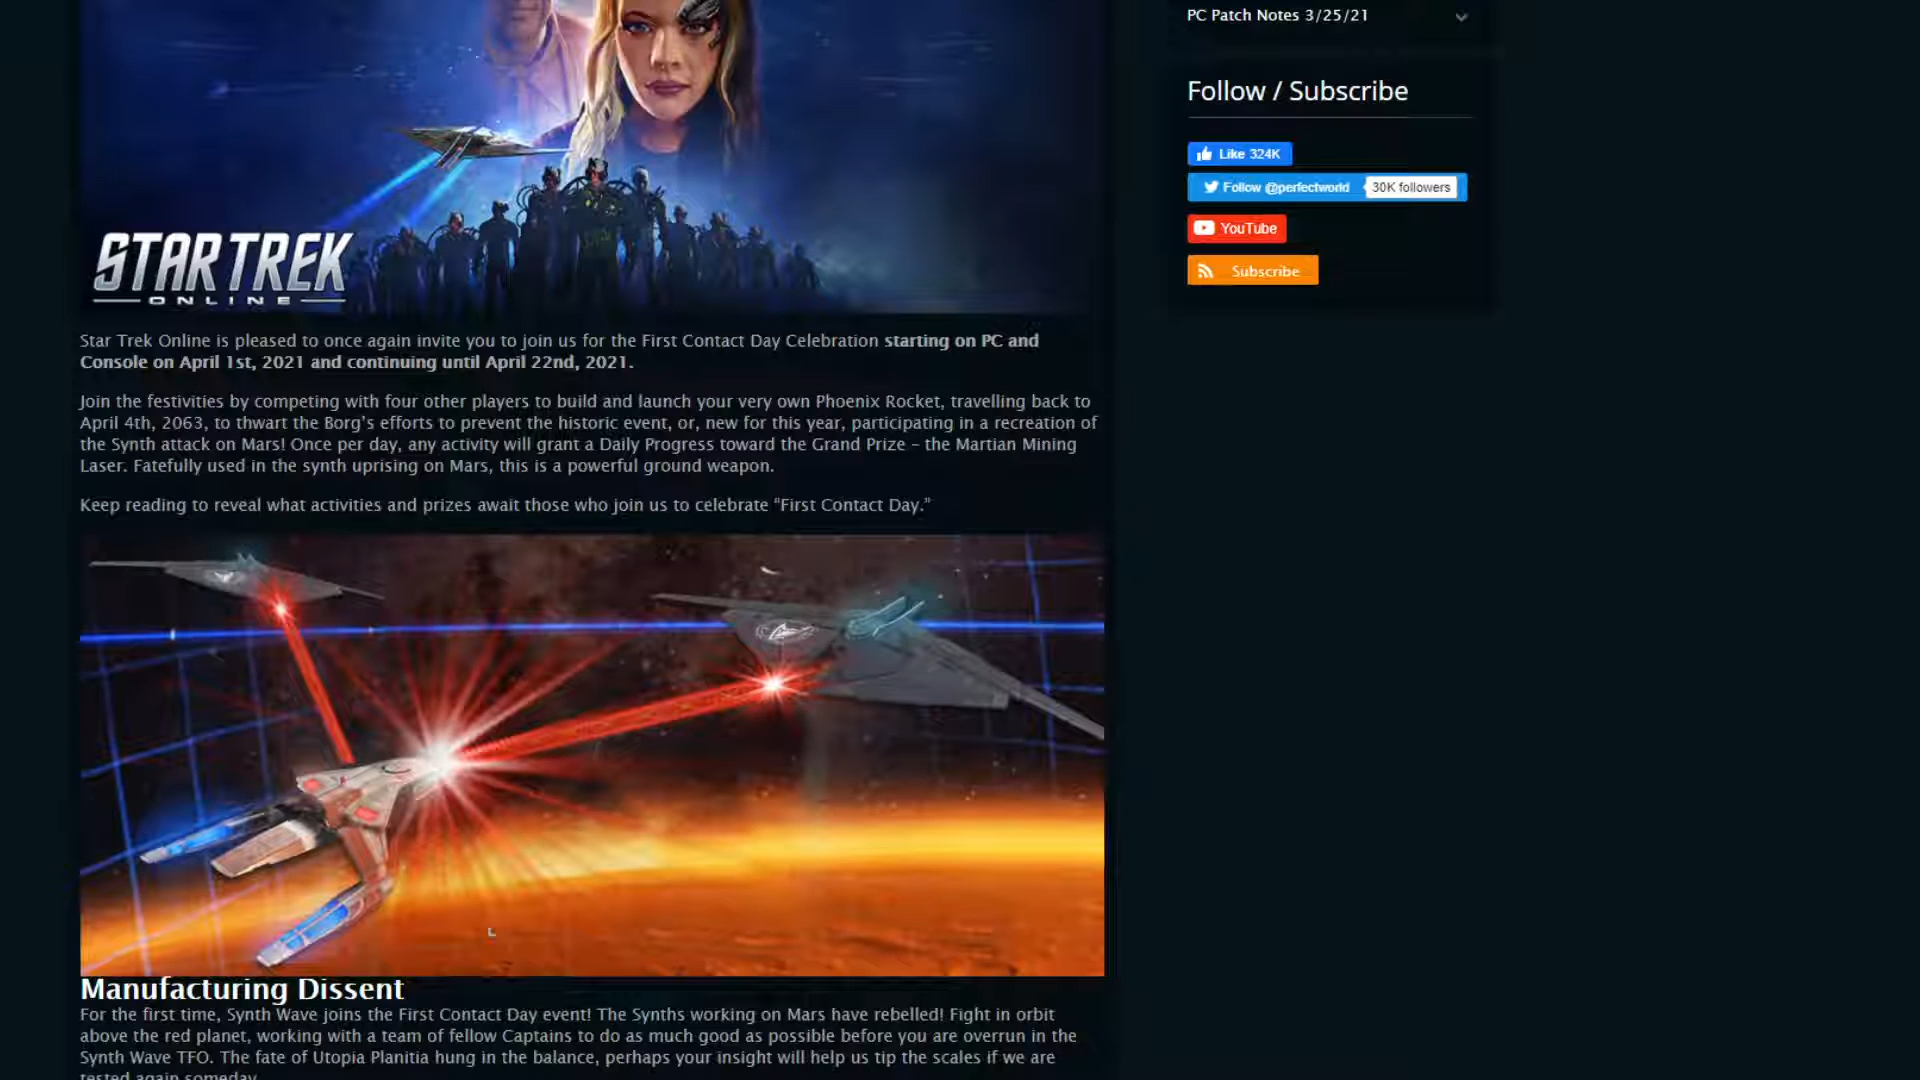 PC Patch Notes 3/25/21
Follow / Subscribe
Like 324K
Follow @perfectworld
30K followers
YouTube
Subscribe
STAR TREK
ONLINE
Star Trek Online is pleased to once again invite you to join us for the First Contact Day Celebration starting on PC and
Console on April 1st, 2021 and continuing until April 22nd, 2021.
Join the festivities by competing with four other players to build and launch your very own Phoenix Rocket, travelling back to
April 4th, 2063, to thwart the Borg's efforts to prevent the historic event, or, new for this year, participating in a recreation of
the Synth attack on Mars! Once per day, any activity will grant a Daily Progress toward the Grand Prize – the Martian Mining
Laser. Fatefully used in the synth uprising on Mars, this is a powerful ground weapon.
Keep reading to reveal what activities and prizes await those who join us to celebrate “First Contact Day.”
Manufacturing Dissent
For the first time, Synth Wave joins the First Contact Day event! The Synths working on Mars have rebelled! Fight in orbit
above the red planet, working with a team of fellow Captains to do as much good as possible before you are overrun in the
Synth Wave TFO. The fate of Utopia Planitia hung in the balance, perhaps your insight will help us tip the scales if we are
tested again someday.